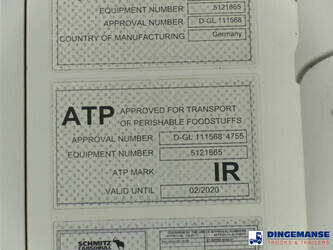 EQUIPMENT NUMBER 5121865
APPROVAL NUMBER D-GL 111568
COUNTRY OF MANUFACTURING Germany
ATP APPROVED FOR TRANSPORT
OF PERISHABLE FOODSTUFFS
APPROVAL NUMBER D-GL 111568*4755
EQUIPMENT NUMBER 5121865
ATP MARK IR
VALID UNTIL 02/2020
SCHMITZ
CARGOBULL
DINGEMANSE
TRUCKS & TRAILERS